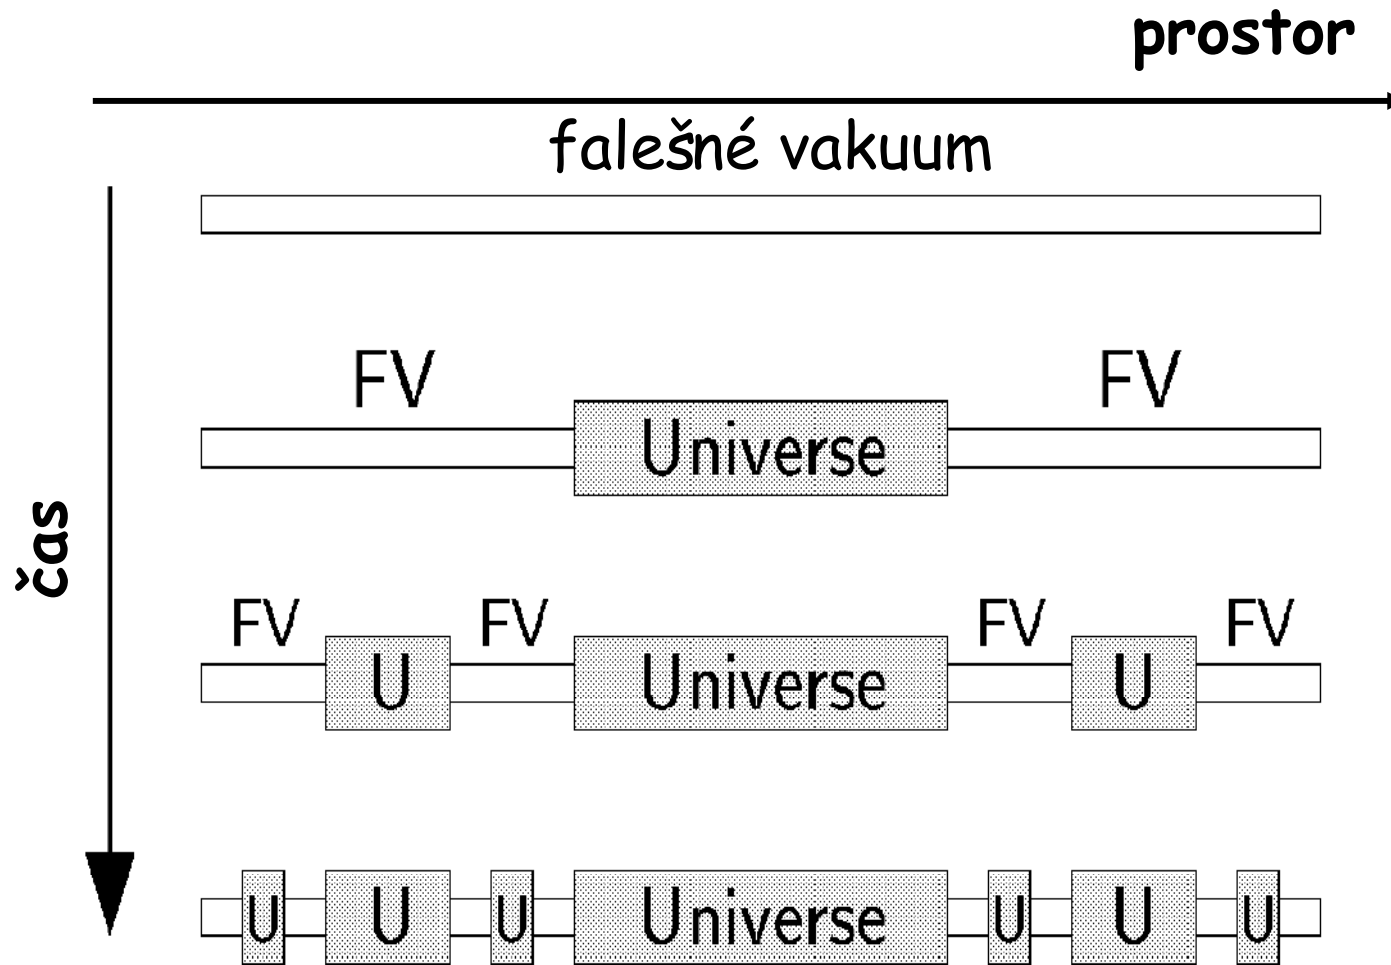 prostor
falešné vakuum
čas
FV FV
Universe
FV FV FV FV
U Universe U
U U U Universe U U U